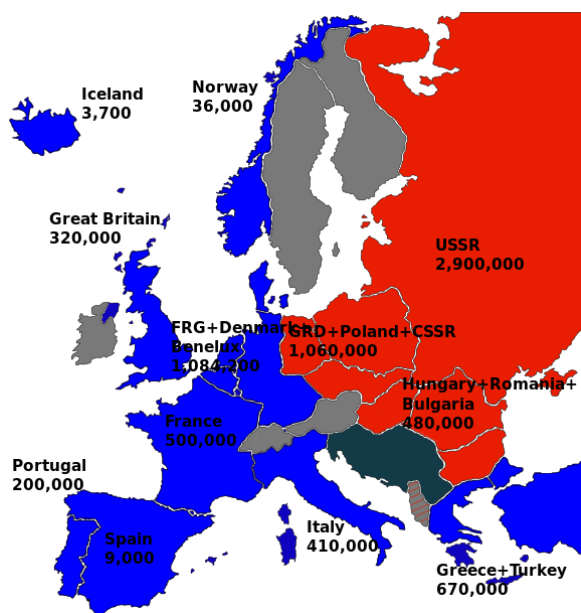 Iceland
3,700
Norway
36,000
Great Britain
320,000
USSR
2,900,000
FRG+Denmark+
Benelux
1,084,200
GRD+Poland+CSSR
1,060,000
Hungary+Romania+
Bulgaria
480,000
France
500,000
Portugal
200,000
Spain
9,000
Italy
410,000
Greece+Turkey
670,000